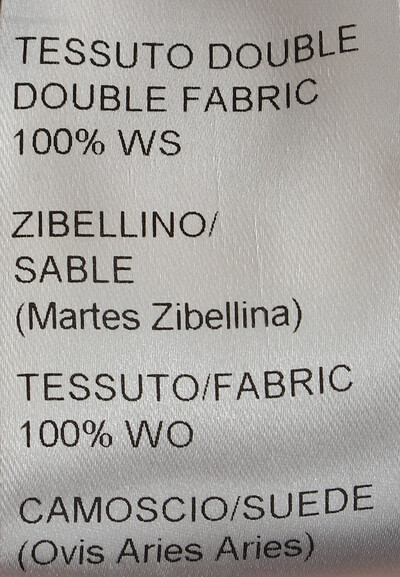 TESSUTO DOUBLE
DOUBLE FABRIC
100% WS
ZIBELLINO/
SABLE
(Martes Zibellina)
TESSUTO/FABRIC
100% WO
CAMOSCIO/SUEDE
(Ovis Aries Aries)